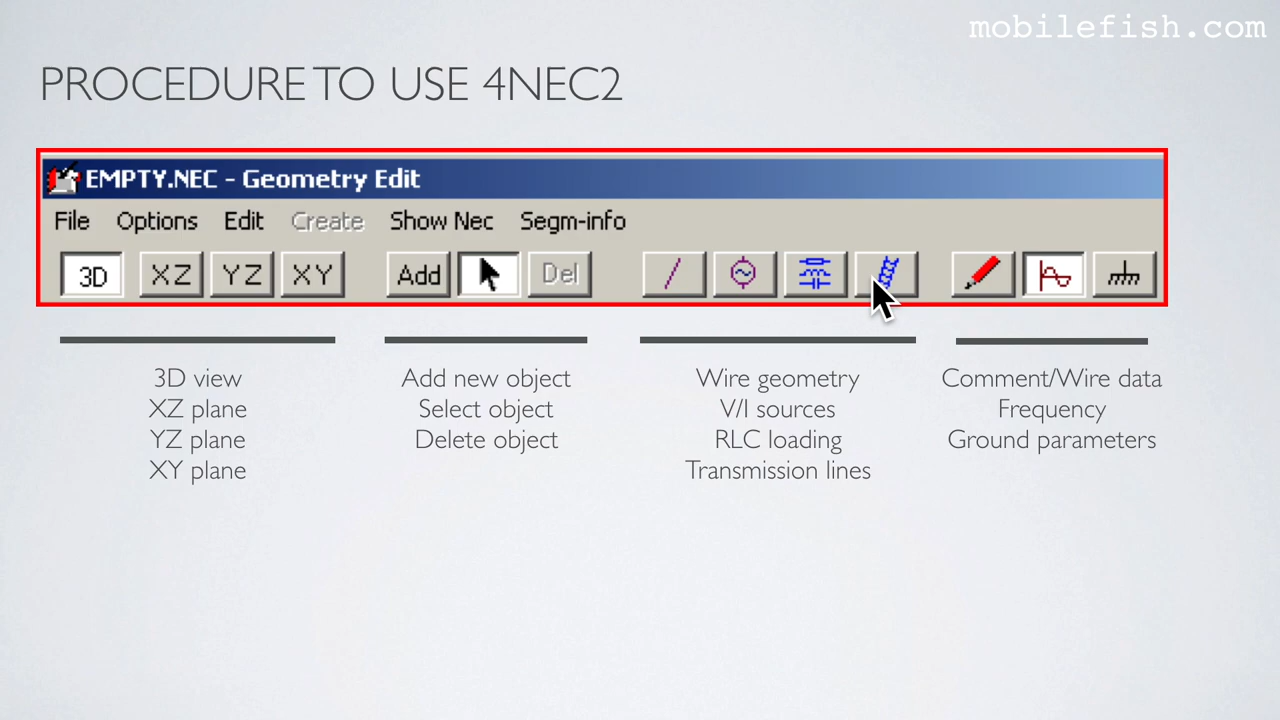 mobilefish.com
PROCEDURE TO USE 4NEC2
EMPTY.NEC - Geometry Edit
File Options Edit Create Show Nec Segm-info
3D XZ YZ XY Add Del
3D view
XZ plane
YZ plane
XY plane
Add new object
Select object
Delete object
Wire geometry
V/I sources
RLC loading
Transmission lines
Comment/Wire data
Frequency
Ground parameters